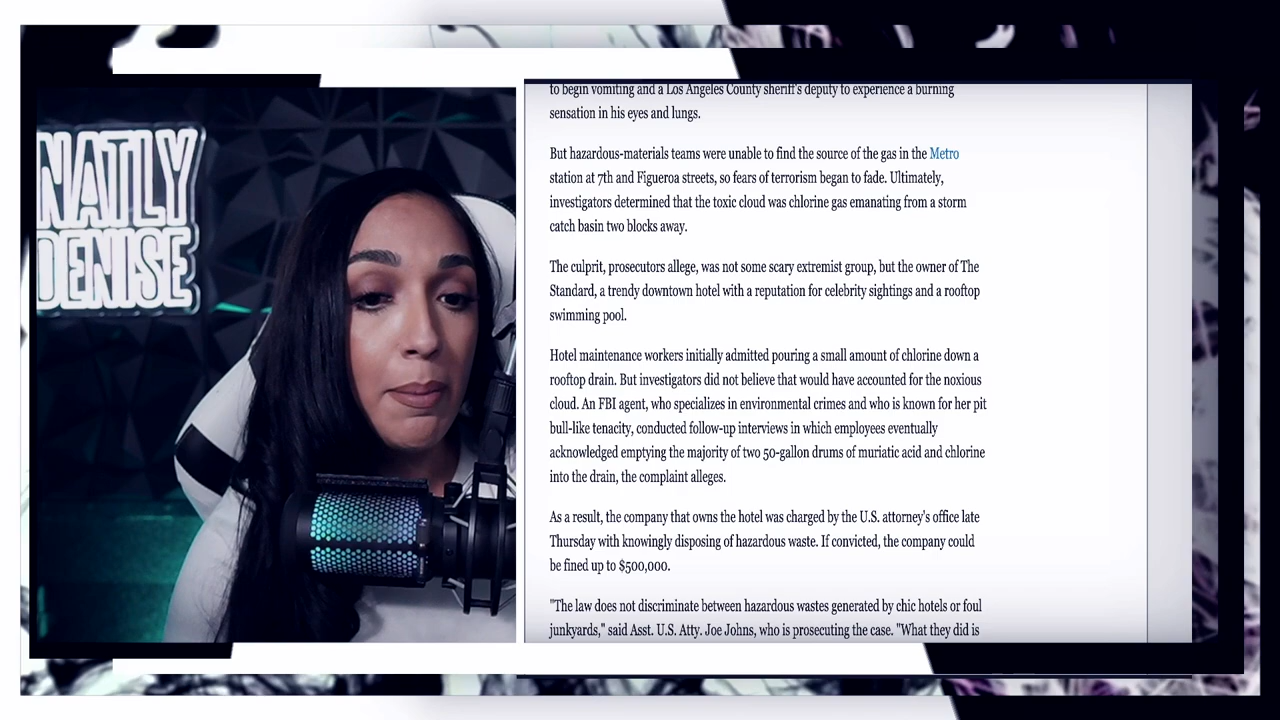 NATLY
DENISE
to begin vomiting and a Los Angeles County sheriff's deputy to experience a burning
sensation in his eyes and lungs.
But hazardous-materials teams were unable to find the source of the gas in the Metro
station at 7th and Figueroa streets, so fears of terrorism began to fade. Ultimately,
investigators determined that the toxic cloud was chlorine gas emanating from a storm
catch basin two blocks away.
The culprit, prosecutors allege, was not some scary extremist group, but the owner of The
Standard, a trendy downtown hotel with a reputation for celebrity sightings and a rooftop
swimming pool.
Hotel maintenance workers initially admitted pouring a small amount of chlorine down a
rooftop drain. But investigators did not believe that would have accounted for the noxious
cloud. An FBI agent, who specializes in environmental crimes and who is known for her pit
bull-like tenacity, conducted follow-up interviews in which employees eventually
acknowledged emptying the majority of two 50-gallon drums of muriatic acid and chlorine
into the drain, the complaint alleges.
As a result, the company that owns the hotel was charged by the U.S. attorney's office late
Thursday with knowingly disposing of hazardous waste. If convicted, the company could
be fined up to $500,000.
"The law does not discriminate between hazardous wastes generated by chic hotels or foul
junkyards," said Asst. U.S. Atty. Joe Johns, who is prosecuting the case. "What they did is